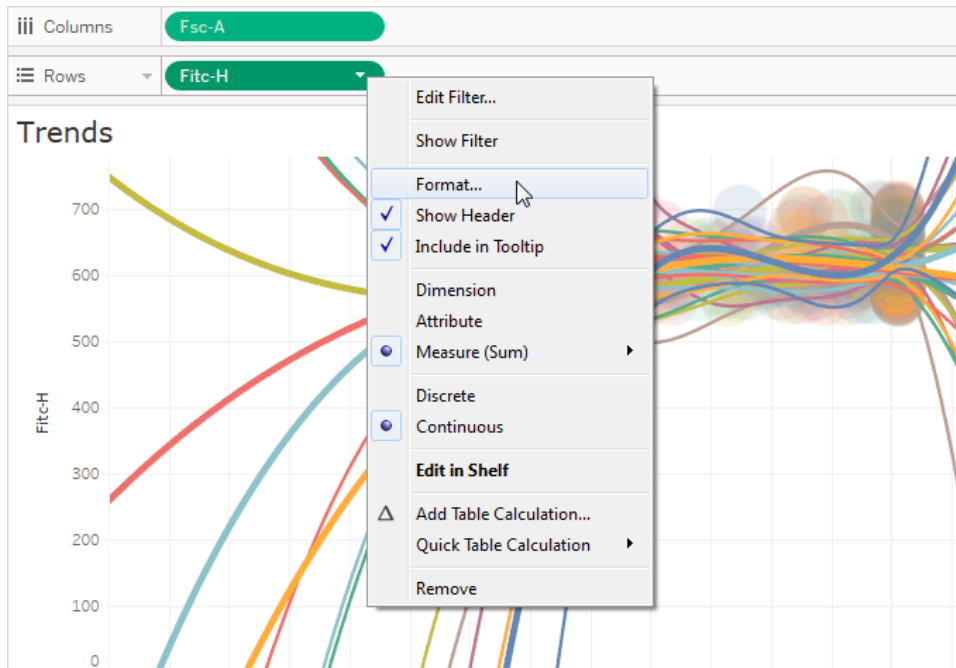 Columns
Fsc-A
Rows
Fitc-H
Trends
Edit Filter...
Show Filter
Format...
Show Header
Include in Tooltip
Dimension
Attribute
Measure (Sum)
Discrete
Continuous
Edit in Shelf
Add Table Calculation...
Quick Table Calculation
Remove
Fitc-H
700
600
500
400
300
200
100
0